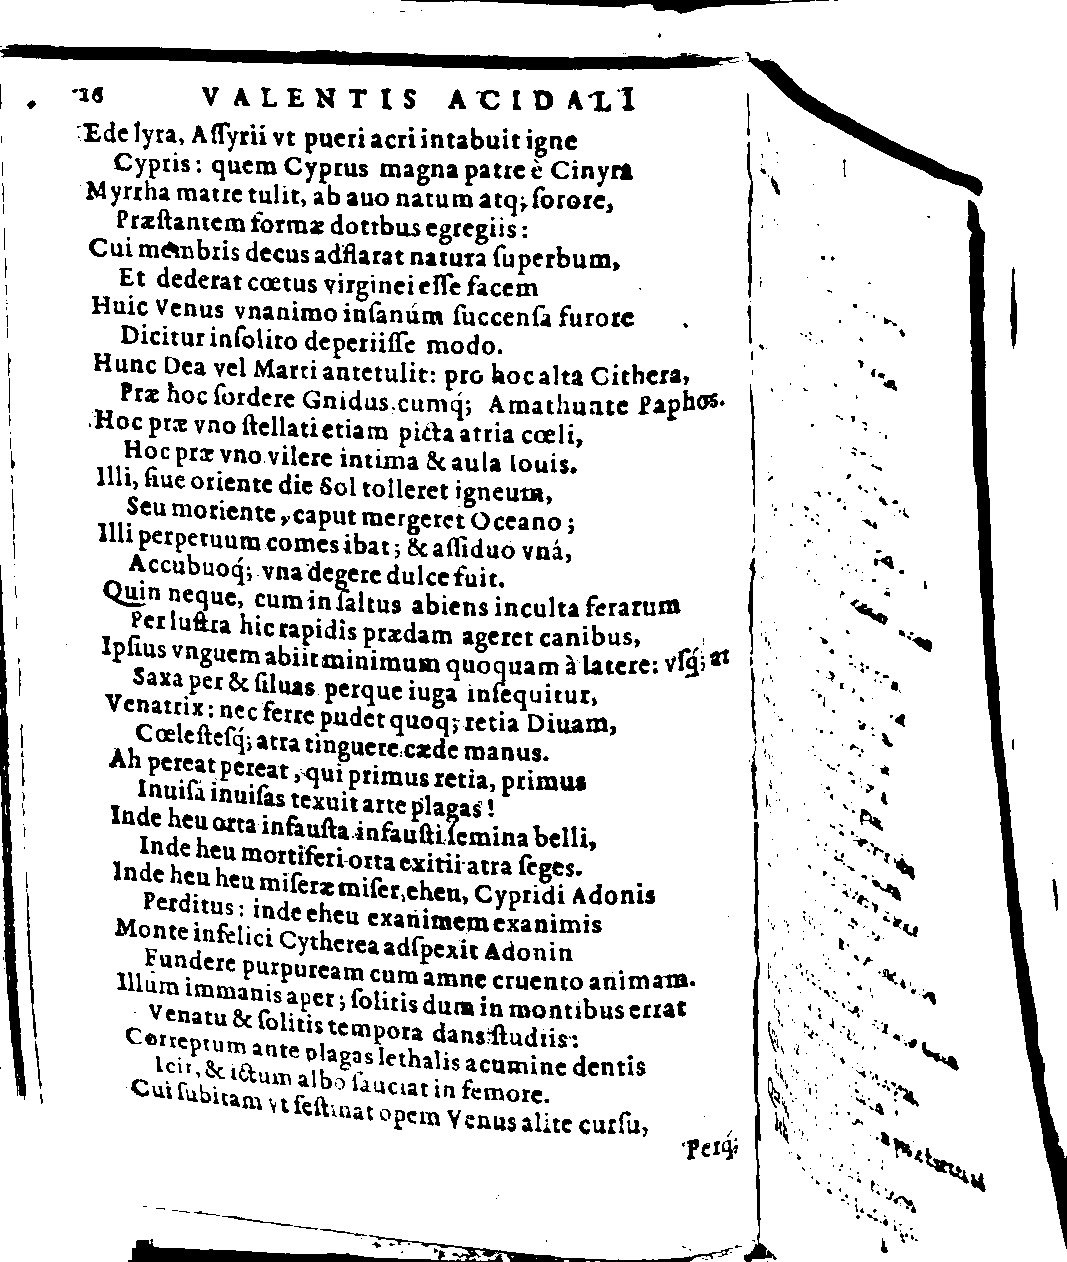 16 VALENTIS ACIDALI
Ede lyra, Aſſyrii vt pueri acri intabuit igne
Cypris: quem Cyprus magna patre è Cinyra
Myrrha matre tulit, ab auo natum atq; ſorore,
Præſtantem formæ dotibus egregiis:
Cui membris decus adflarat natura ſuperbum,
Et dederat cœtus virginei eſſe facem
Huic Venus vnanimo inſanúm ſuccenſa furore
Dicitur inſolito deperiiſſe modo.
Hunc Dea vel Marti antetulit: pro hoc alta Cithera,
Præ hoc ſordere Gnidus cumq́; Amathunte Paphos.
Hoc præ vno ſtellati etiam picta atria cœli,
Hoc præ vno vilere intima & aula Iouis.
Illi, ſiue oriente die Sol tolleret igneum,
Seu moriente, caput mergeret Oceano;
Illi perpetuum comes ibat; & aſſiduo vná,
Accubuoq́; vna degere dulce fuit.
Quin neque, cum in ſaltus abiens inculta ferarum
Per luſtra hic rapidis prædam ageret canibus,
Ipſius vnguem abiit minimum quoquam à latere: vſq́; at
Saxa per & ſiluas perque iuga inſequitur,
Venatrix: nec ferre pudet quoq; retia Diuam,
Cœleſteſq́; atra tinguere cæde manus.
Ah pereat pereat, qui primus retia, primus
Inuiſâ inuiſas texuit arte plagas!
Inde heu orta infauſta infauſti ſemina belli,
Inde heu mortiferi orta exitii atra ſeges.
Inde heu heu miſeræ miſer, eheu, Cypridi Adonis
Perditus: inde eheu exanimem exanimis
Monte infelici Cytherea adſpexit Adonin
Fundere purpuream cum amne cruento animam.
Illum immanis aper; ſolitis dum in montibus errat
Venatu & ſolitis tempora dans ſtudiis:
Correptum ante plagas lethalis acumine dentis
Icit, & ictum albo ſauciat in femore.
Cui ſubitam vt feſtinat opem Venus alite curſu,
Perq́;